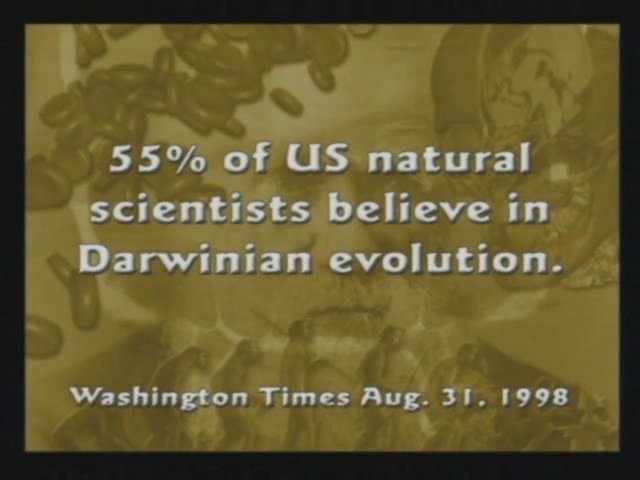 55% of US natural
scientists believe in
Darwinian evolution.
Washington Times Aug. 31, 1998